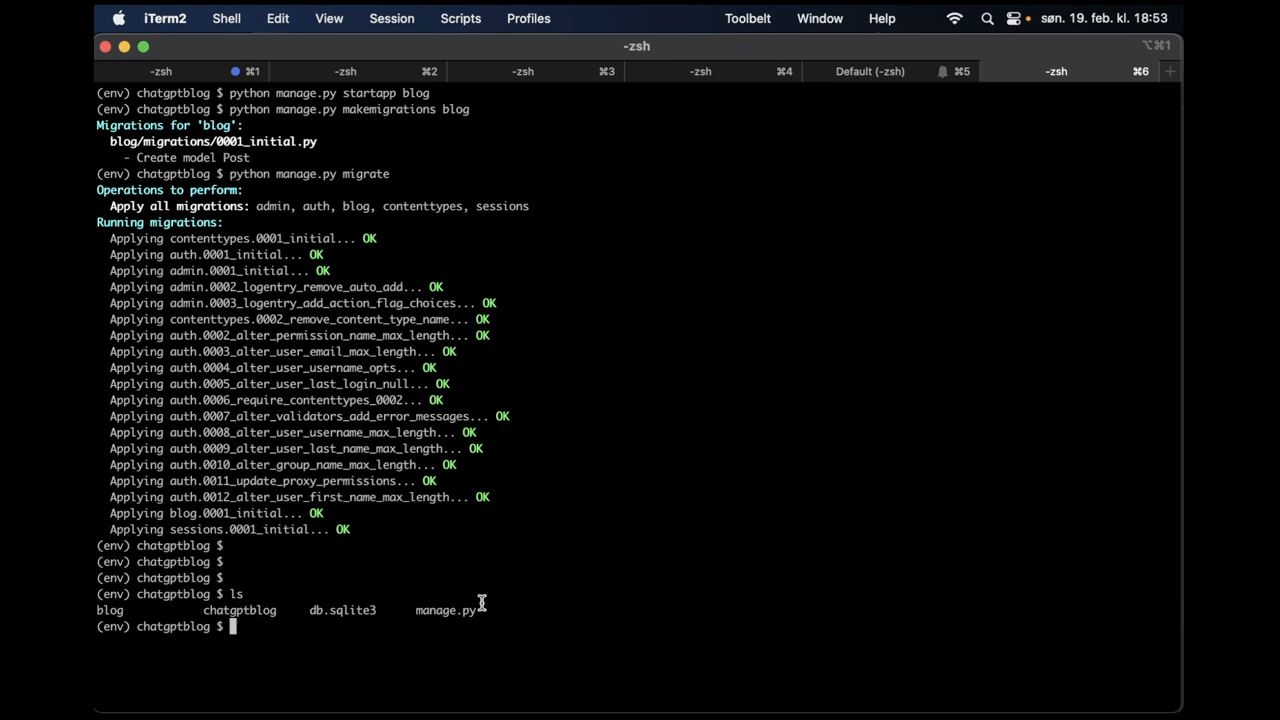 iTerm2 Shell Edit View Session Scripts Profiles Toolbelt Window Help søn. 19. feb. kl. 18:53
-zsh ⌥⌘1
-zsh ⌘1 -zsh ⌘2 -zsh ⌘3 -zsh ⌘4 Default (-zsh) ⌘5 -zsh ⌘6 +
(env) chatgptblog $ python manage.py startapp blog
(env) chatgptblog $ python manage.py makemigrations blog
Migrations for 'blog':
  blog/migrations/0001_initial.py
    - Create model Post
(env) chatgptblog $ python manage.py migrate
Operations to perform:
  Apply all migrations: admin, auth, blog, contenttypes, sessions
Running migrations:
  Applying contenttypes.0001_initial... OK
  Applying auth.0001_initial... OK
  Applying admin.0001_initial... OK
  Applying admin.0002_logentry_remove_auto_add... OK
  Applying admin.0003_logentry_add_action_flag_choices... OK
  Applying contenttypes.0002_remove_content_type_name... OK
  Applying auth.0002_alter_permission_name_max_length... OK
  Applying auth.0003_alter_user_email_max_length... OK
  Applying auth.0004_alter_user_username_opts... OK
  Applying auth.0005_alter_user_last_login_null... OK
  Applying auth.0006_require_contenttypes_0002... OK
  Applying auth.0007_alter_validators_add_error_messages... OK
  Applying auth.0008_alter_user_username_max_length... OK
  Applying auth.0009_alter_user_last_name_max_length... OK
  Applying auth.0010_alter_group_name_max_length... OK
  Applying auth.0011_update_proxy_permissions... OK
  Applying auth.0012_alter_user_first_name_max_length... OK
  Applying blog.0001_initial... OK
  Applying sessions.0001_initial... OK
(env) chatgptblog $
(env) chatgptblog $
(env) chatgptblog $
(env) chatgptblog $ ls
blog chatgptblog db.sqlite3 manage.py
(env) chatgptblog $